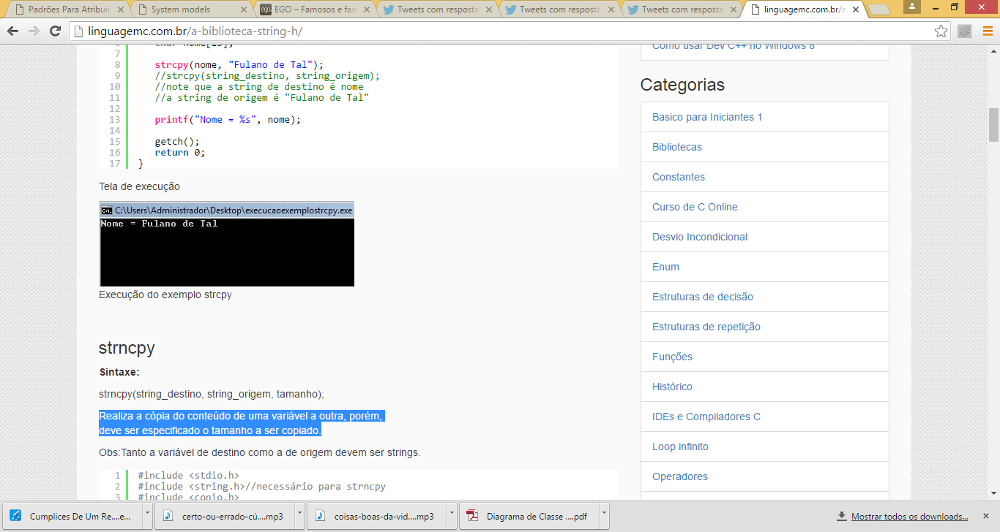 Padrões Para Atribuir
System models
EGO – Famosos e fam
Tweets com resposta
Tweets com resposta
Tweets com resposta
linguagemc.com.br/a
linguagemc.com.br/a-biblioteca-string-h/
7
8 strcpy(nome, "Fulano de Tal");
9 //strcpy(string_destino, string_origem);
10 //note que a string de destino é nome
11 //a string de origem é "Fulano de Tal"
12
13 printf("Nome = %s", nome);
14
15 getch();
16 return 0;
17 }
Tela de execução
C:\Users\Administrador\Desktop\execucaoexemplostrcpy.exe
Nome = Fulano de Tal
Execução do exemplo strcpy
strncpy
Sintaxe:
strncpy(string_destino, string_origem, tamanho);
Realiza a cópia do conteúdo de uma variável a outra, porém,
deve ser especificado o tamanho a ser copiado.
Obs:Tanto a variável de destino como a de origem devem ser strings.
1 #include <stdio.h>
2 #include <string.h>//necessário para strncpy
3 #include <conio.h>
Como usar Dev C++ no Windows 8
Categorias
Basico para Iniciantes 1
Bibliotecas
Constantes
Curso de C Online
Desvio Incondicional
Enum
Estruturas de decisão
Estruturas de repetição
Funções
Histórico
IDEs e Compiladores C
Loop infinito
Operadores
Cumplices De Um Re....e...
certo-ou-errado-cú....mp3
coisas-boas-da-vid....mp3
Diagrama de Classe ....pdf
Mostrar todos os downloads...